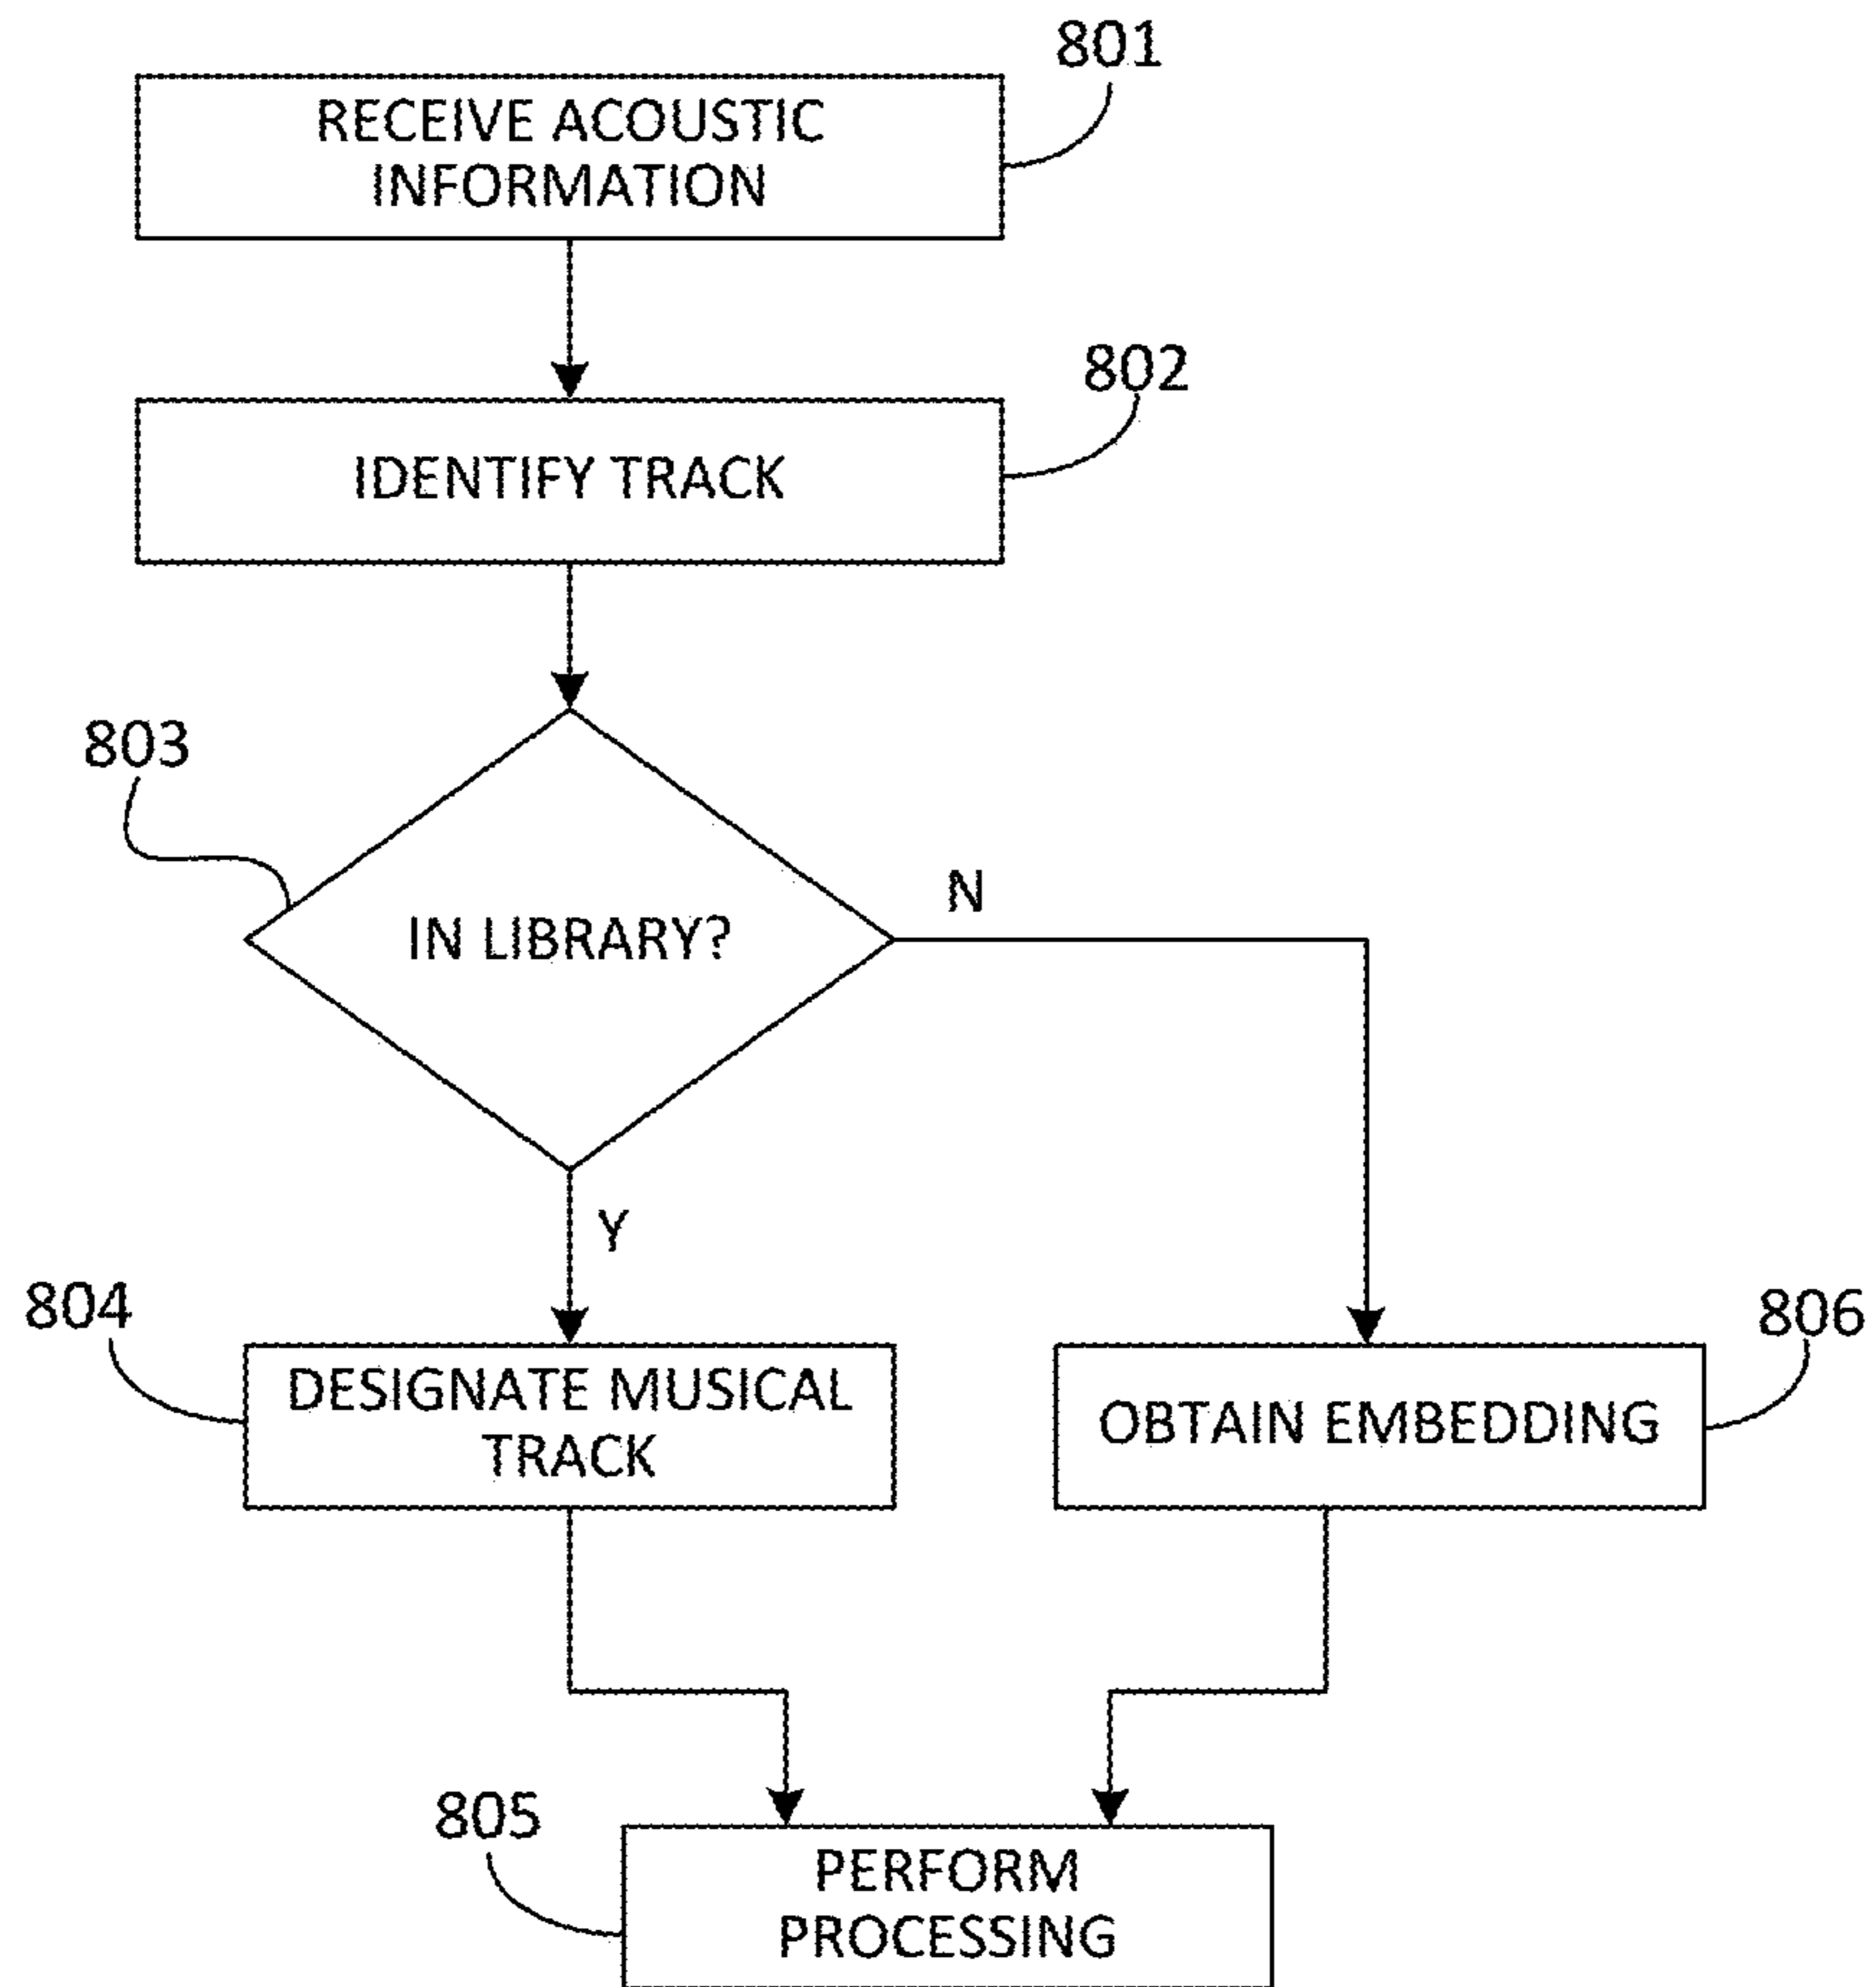 801
RECEIVE ACOUSTIC
INFORMATION
802
IDENTIFY TRACK
803
IN LIBRARY?
N
Y
804
DESIGNATE MUSICAL
TRACK
806
OBTAIN EMBEDDING
805
PERFORM
PROCESSING